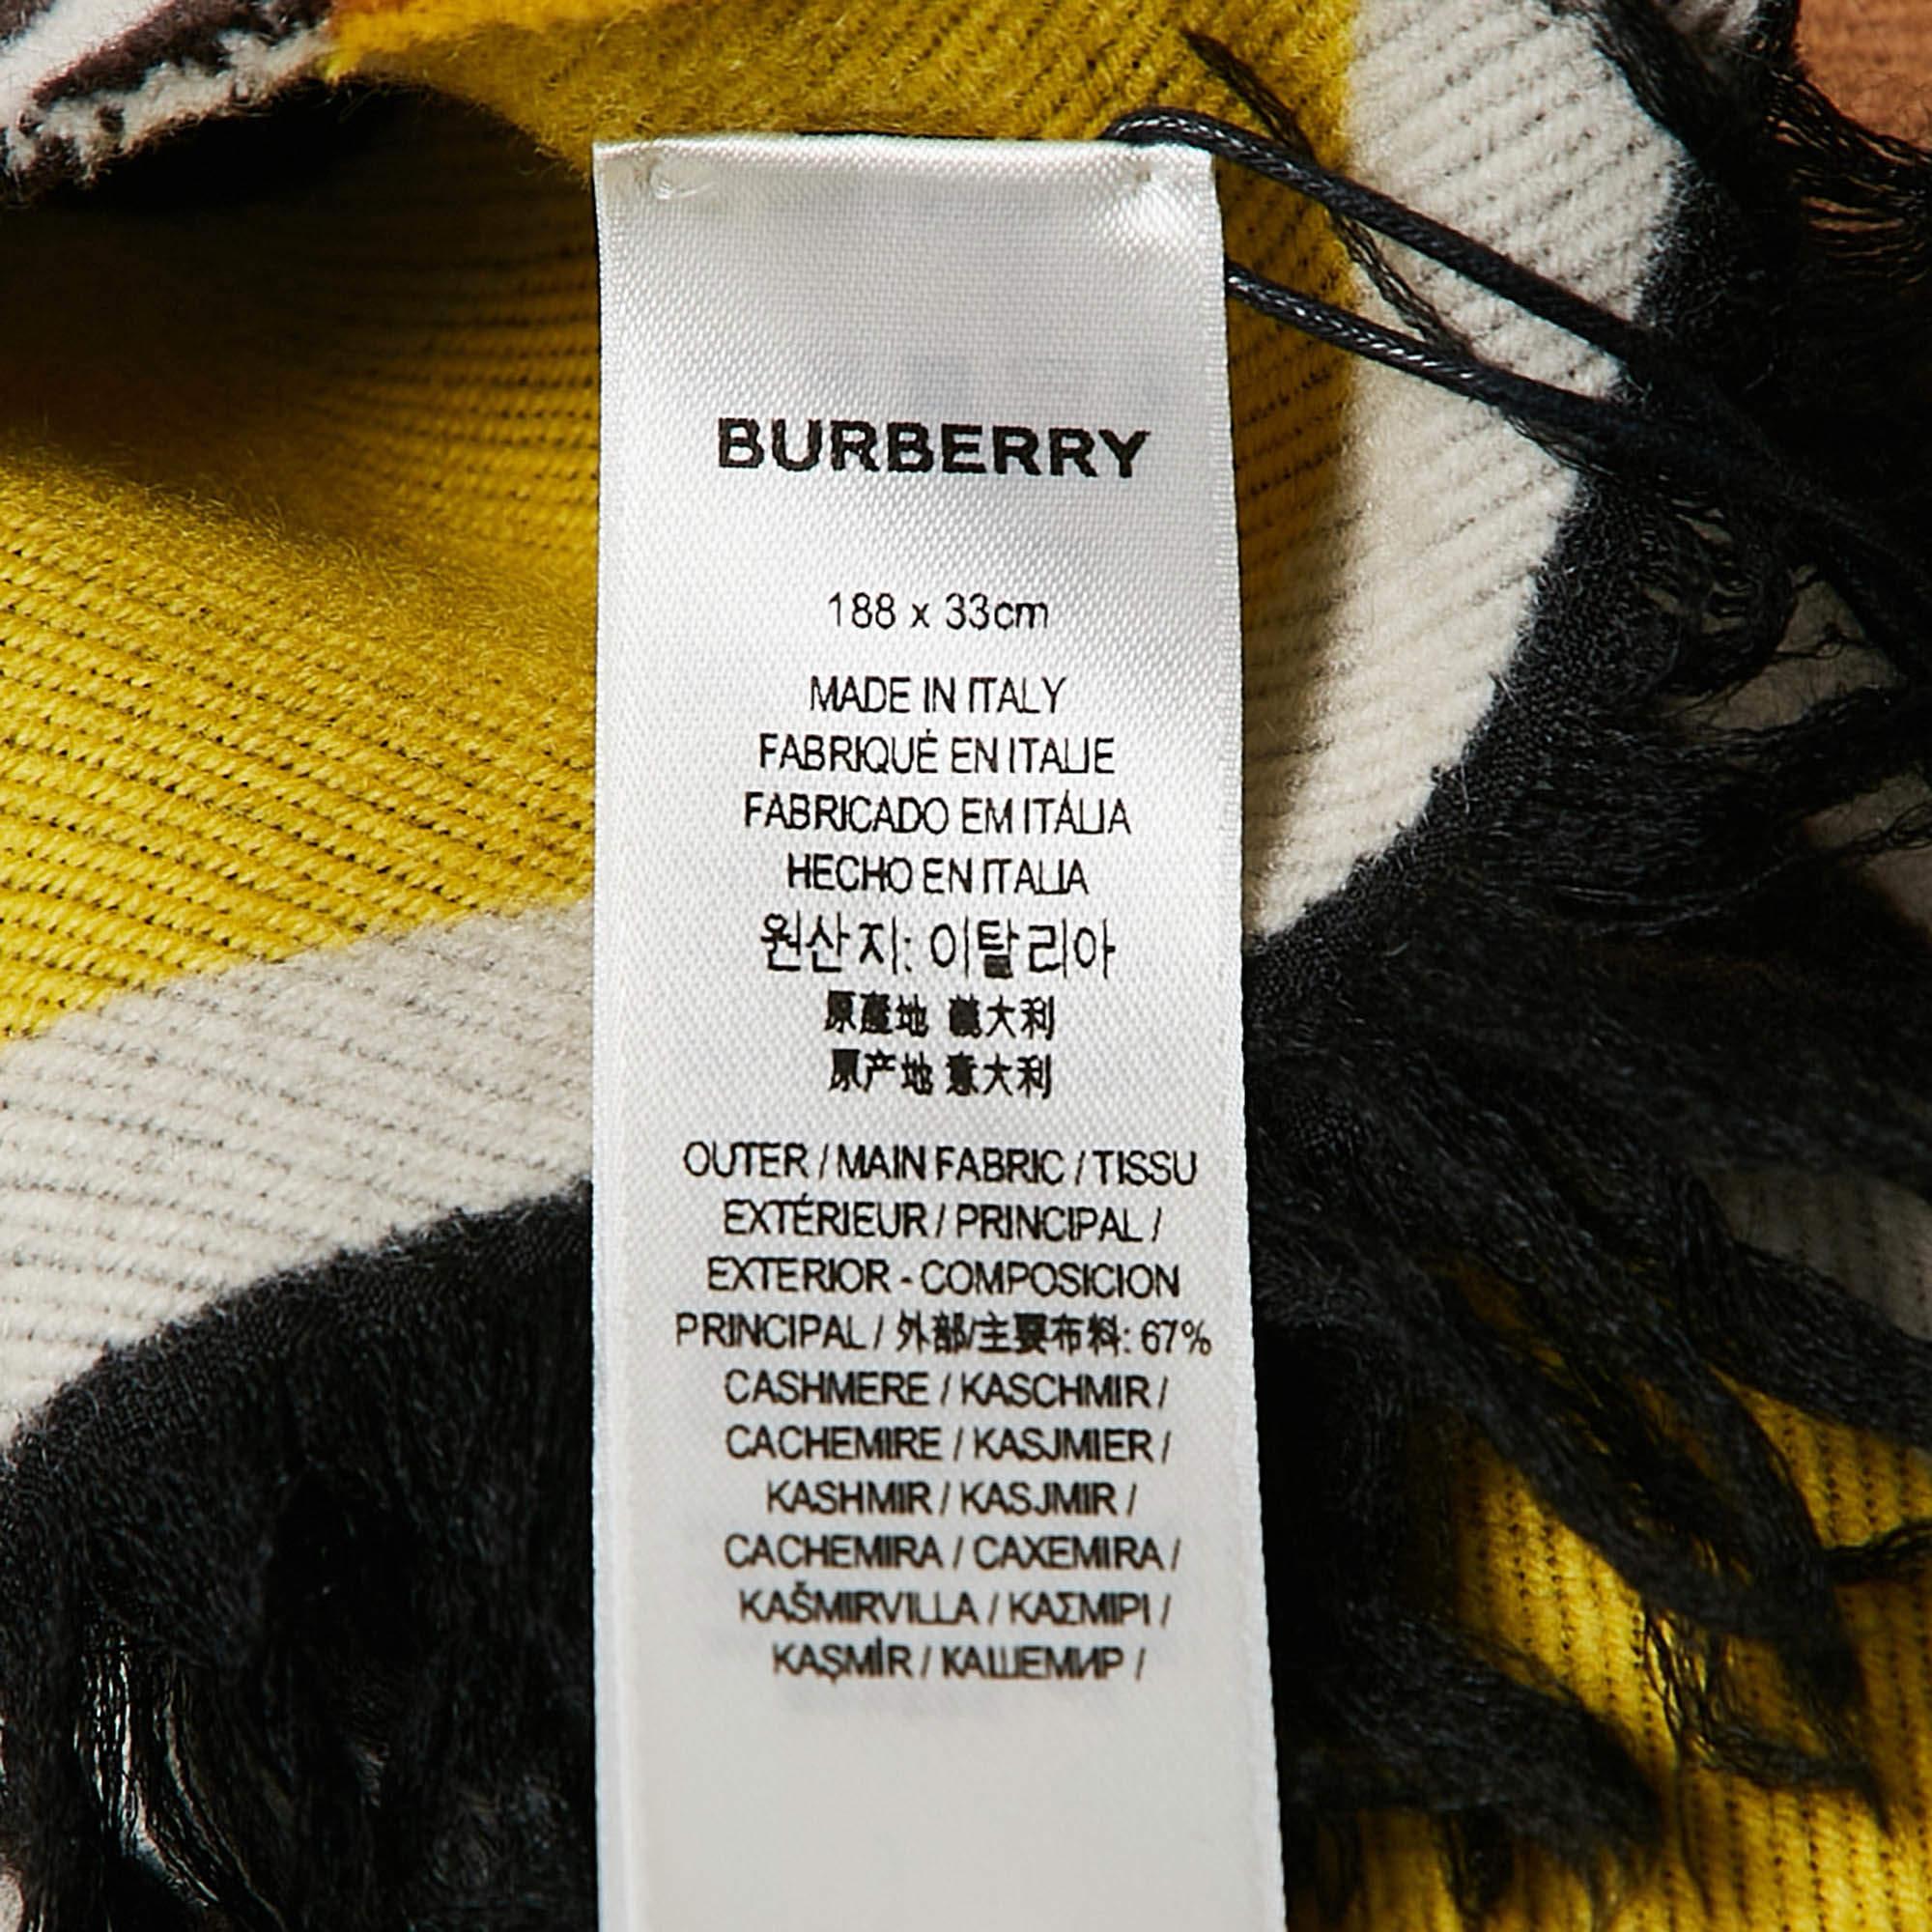 BURBERRY
188 x 33cm
MADE IN ITALY
FABRIQUÉ EN ITALIE
FABRICADO EM ITÁLIA
HECHO EN ITALIA
원산지: 이탈리아
原產地 義大利
原产地 意大利
OUTER / MAIN FABRIC / TISSU
EXTÉRIEUR / PRINCIPAL /
EXTERIOR - COMPOSICION
PRINCIPAL / 外部/主要布料: 67%
CASHMERE / KASCHMIR /
CACHEMIRE / KASJMIER /
KASHMIR / KASJMIR /
CACHEMIRA / CAXEMIRA /
KAŠMIRVILLA / ΚΑΣΜΙΡΙ /
KAŞMİR / КАШЕМИР /